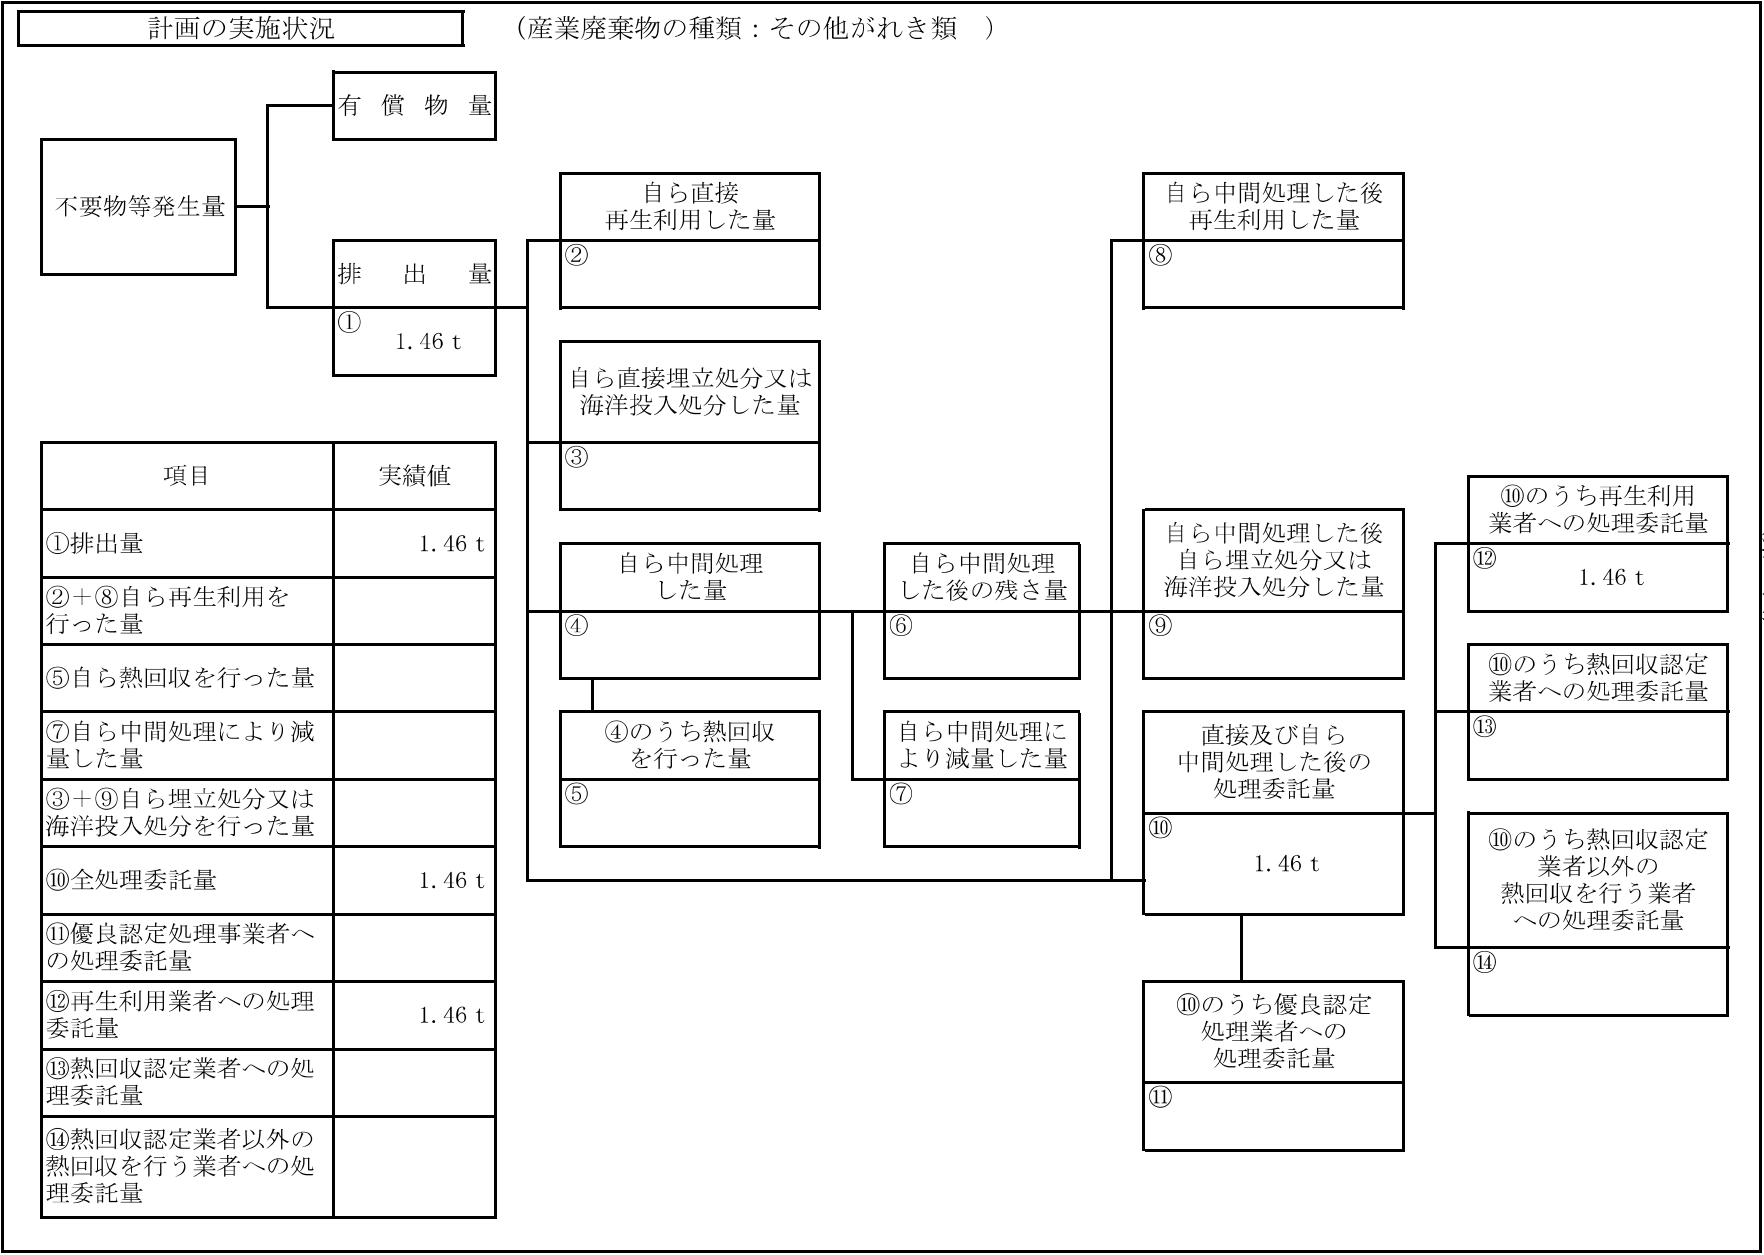 計画の実施状況
（産業廃棄物の種類：その他がれき類　）
有償物量
不要物等発生量
排出量
①
1.46 t
自ら直接
再生利用した量
②
自ら直接埋立処分又は
海洋投入処分した量
③
自ら中間処理
した量
④
④のうち熱回収
を行った量
⑤
自ら中間処理
した後の残さ量
⑥
自ら中間処理に
より減量した量
⑦
自ら中間処理した後
再生利用した量
⑧
自ら中間処理した後
自ら埋立処分又は
海洋投入処分した量
⑨
直接及び自ら
中間処理した後の
処理委託量
⑩
1.46 t
⑩のうち優良認定
処理業者への
処理委託量
⑪
⑩のうち再生利用
業者への処理委託量
⑫
1.46 t
⑩のうち熱回収認定
業者への処理委託量
⑬
⑩のうち熱回収認定
業者以外の
熱回収を行う業者
への処理委託量
⑭
項目　実績値
①排出量　1.46 t
②＋⑧自ら再生利用を
行った量
⑤自ら熱回収を行った量
⑦自ら中間処理により減
量した量
③＋⑨自ら埋立処分又は
海洋投入処分を行った量
⑩全処理委託量　1.46 t
⑪優良認定処理事業者へ
の処理委託量
⑫再生利用業者への処理
委託量　1.46 t
⑬熱回収認定業者への処
理委託量
⑭熱回収認定業者以外の
熱回収を行う業者への処
理委託量